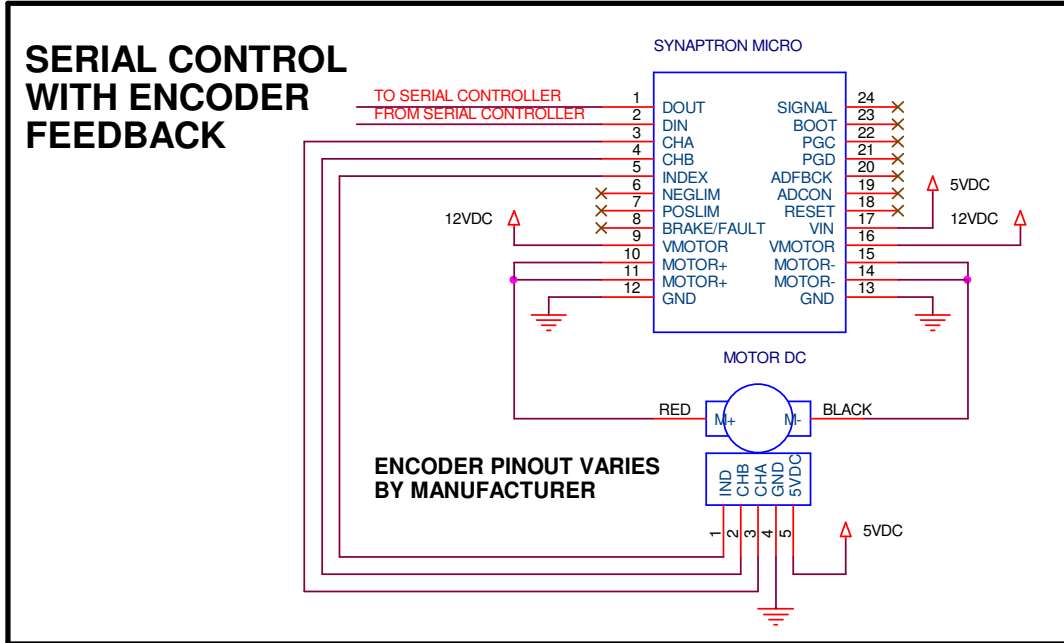 SERIAL CONTROL
WITH ENCODER
FEEDBACK
SYNAPTRON MICRO
TO SERIAL CONTROLLER
FROM SERIAL CONTROLLER
1 DOUT SIGNAL 24
2 DIN BOOT 23
3 CHA PGC 22
4 CHB PGD 21
5 INDEX ADFBCK 20
6 NEGLIM ADCON 19
7 POSLIM RESET 18
8 BRAKE/FAULT VIN 17
9 VMOTOR VMOTOR 16
10 MOTOR+ MOTOR- 15
11 MOTOR+ MOTOR- 14
12 GND GND 13
12VDC
5VDC
12VDC
MOTOR DC
RED M+ M- BLACK
ENCODER PINOUT VARIES
BY MANUFACTURER
IND CHB CHA GND 5VDC
1 2 3 4 5
5VDC